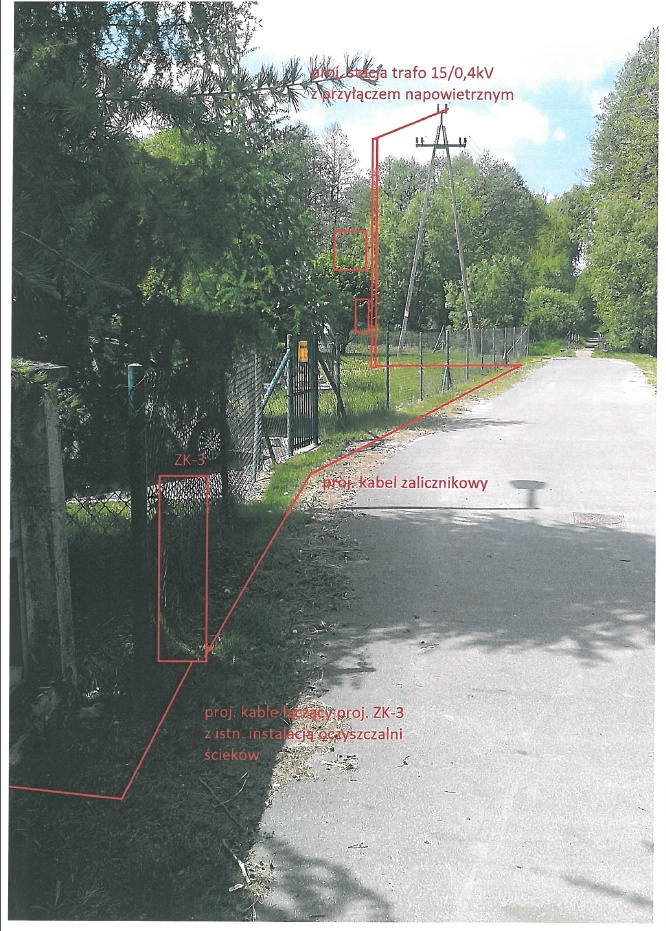 proj. stacja trafo 15/0,4kV
z przyłączem napowietrznym
ZK-3
proj. kabel zalicznikowy
proj. kable łączący proj. ZK-3
z istn. instalacją oczyszczalni
ścieków